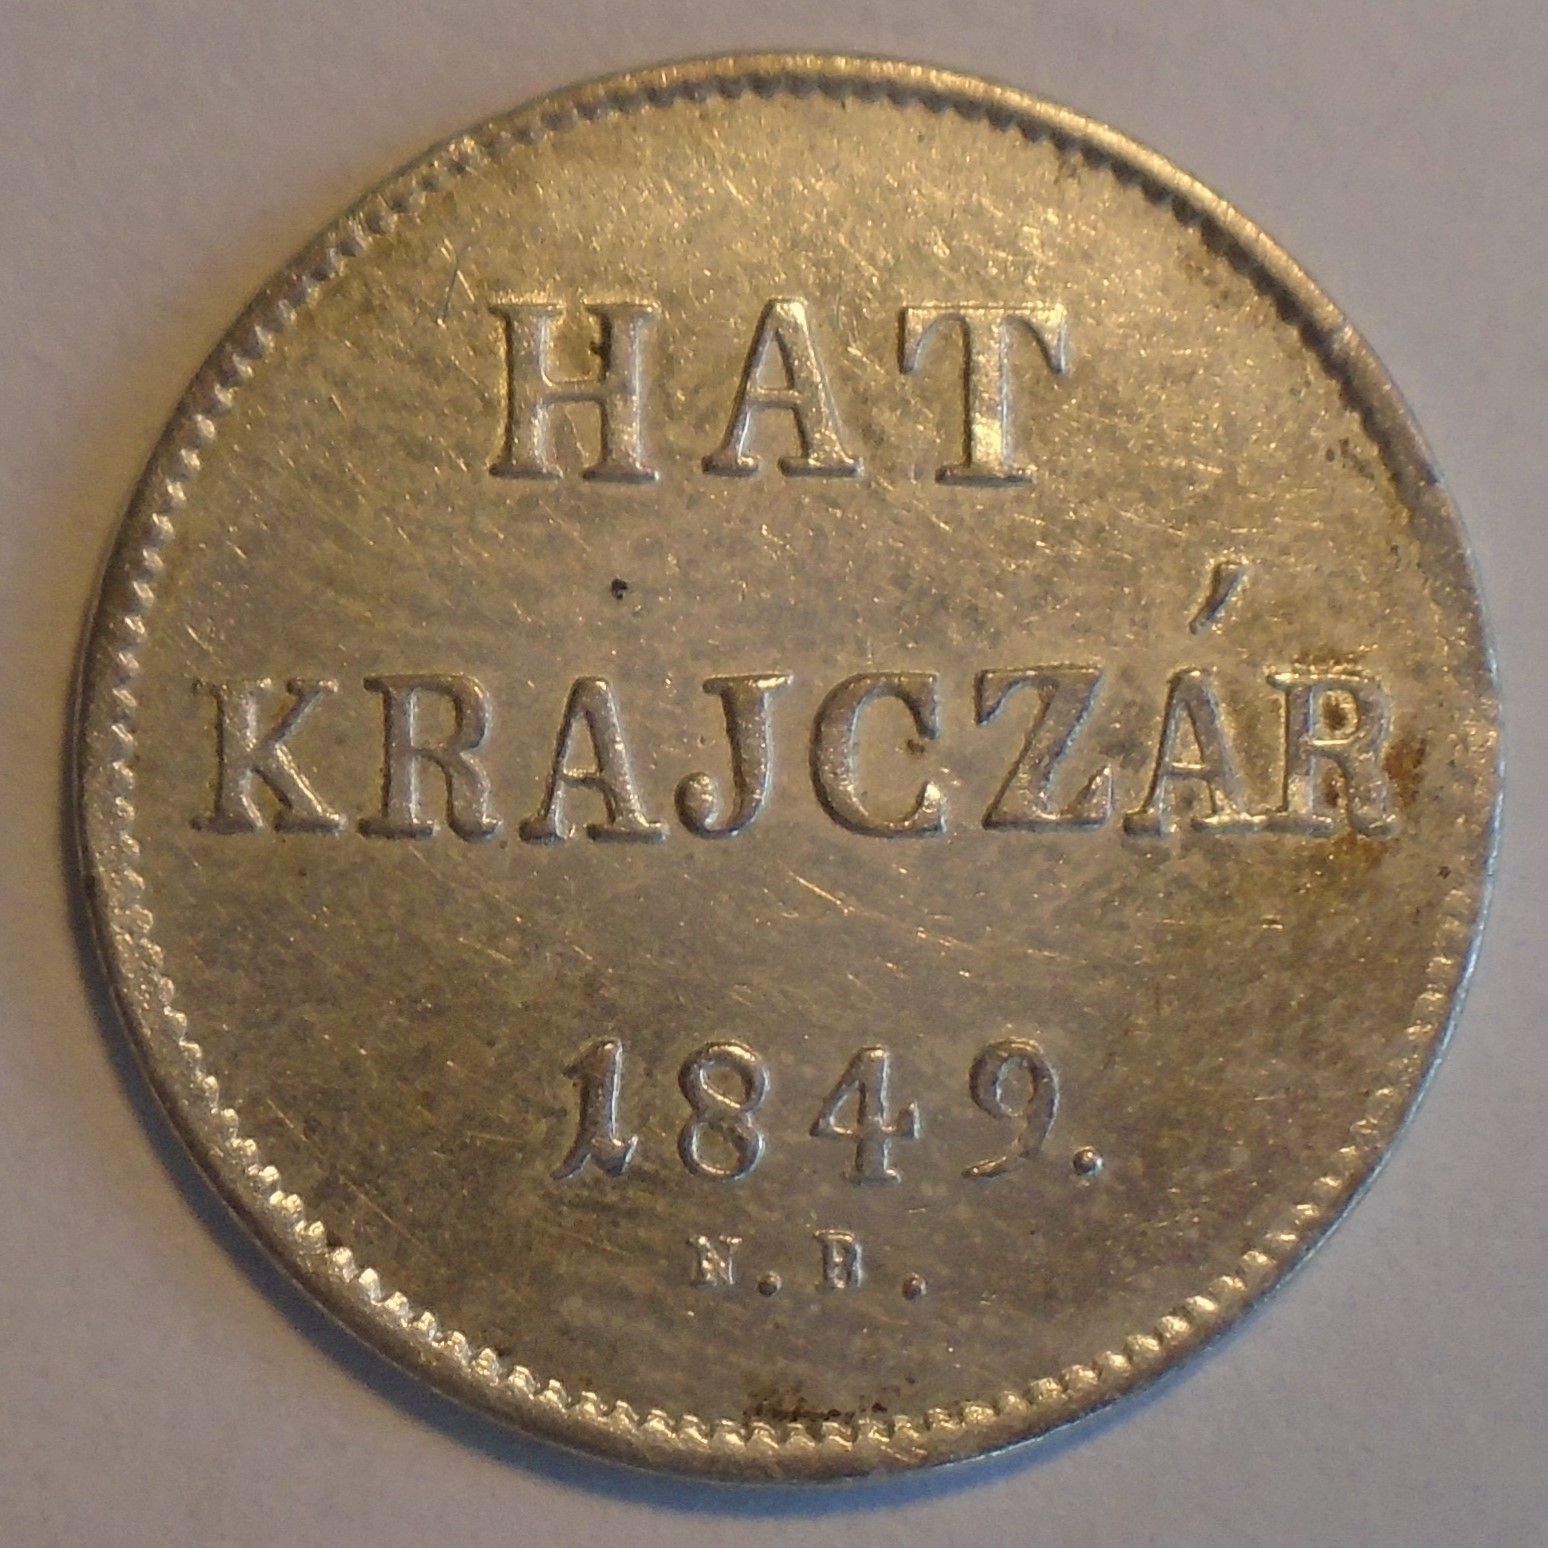 HAT
KRAJCZÁR
1849.
N.B.